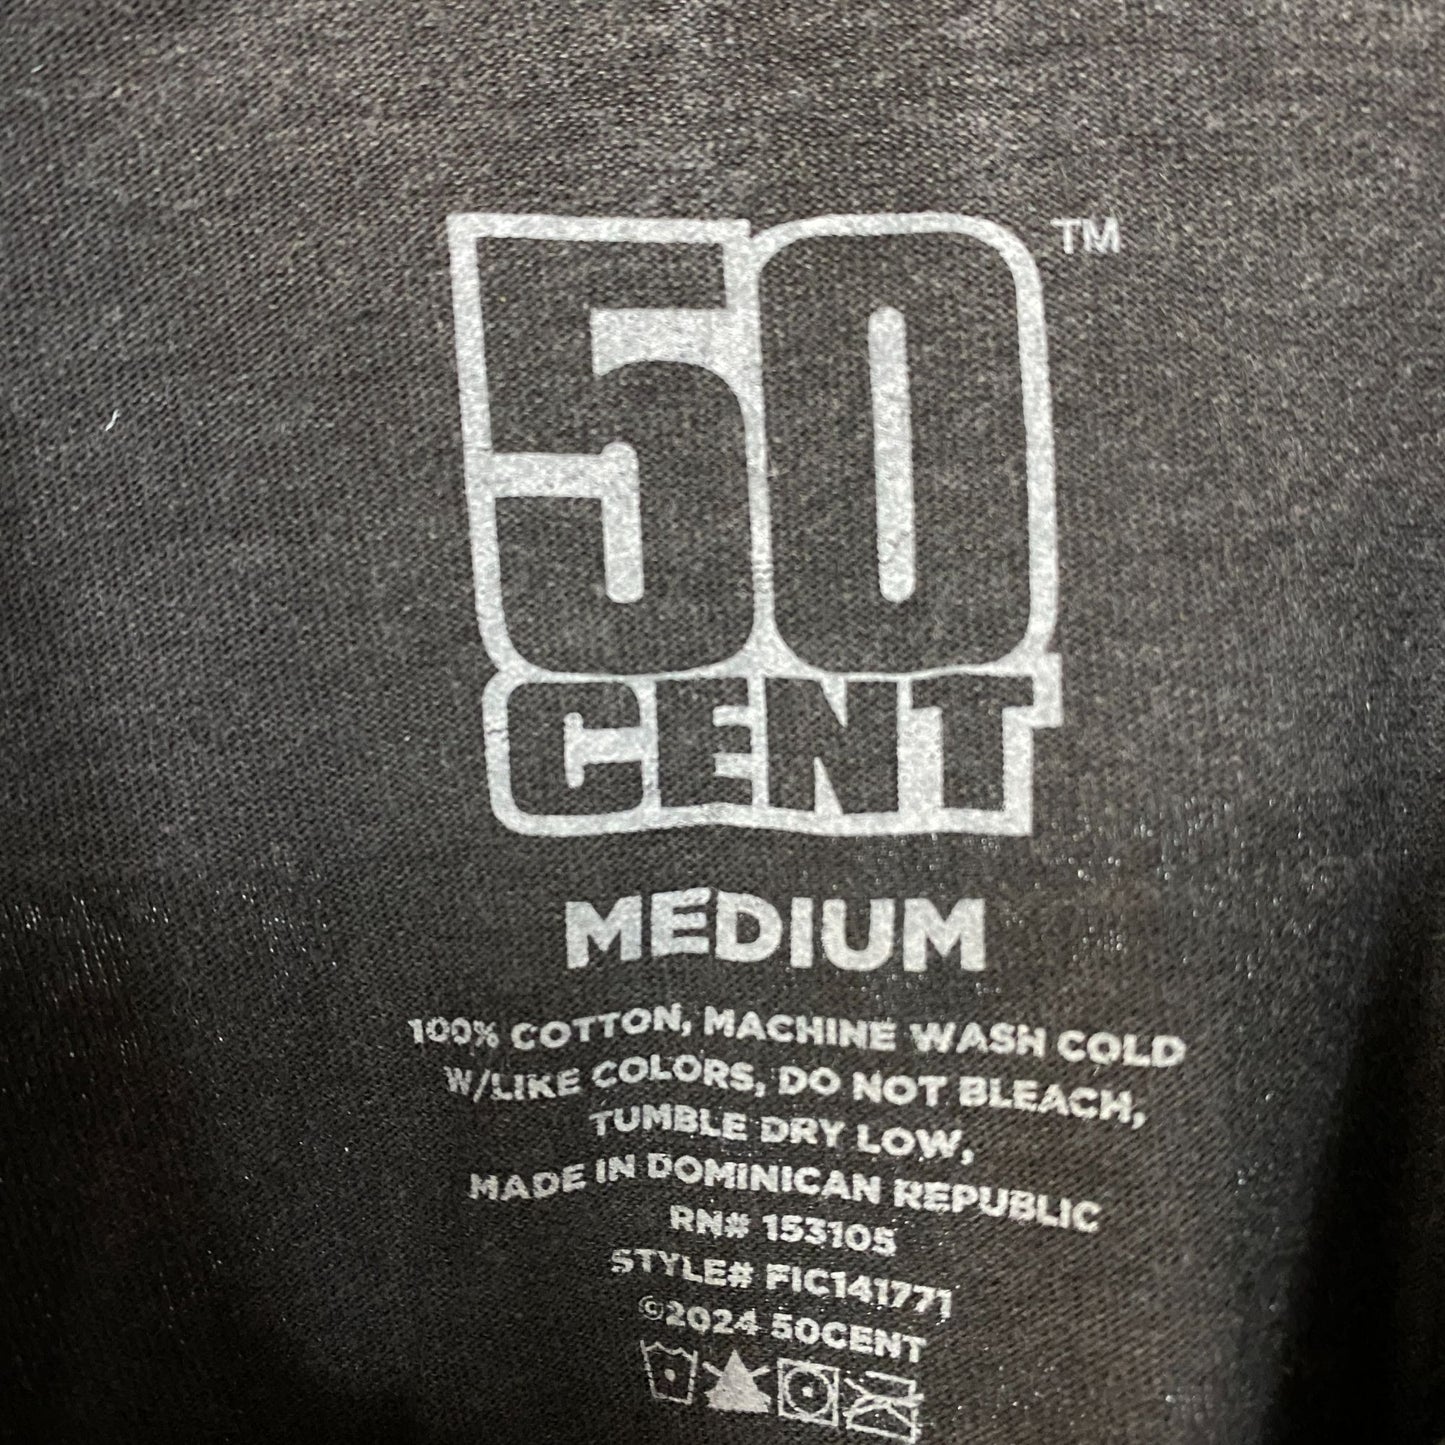 50™
CENT
MEDIUM
100% COTTON, MACHINE WASH COLD
W/LIKE COLORS, DO NOT BLEACH,
TUMBLE DRY LOW,
MADE IN DOMINICAN REPUBLIC
RN# 153105
STYLE# FIC141771
©2024 50CENT